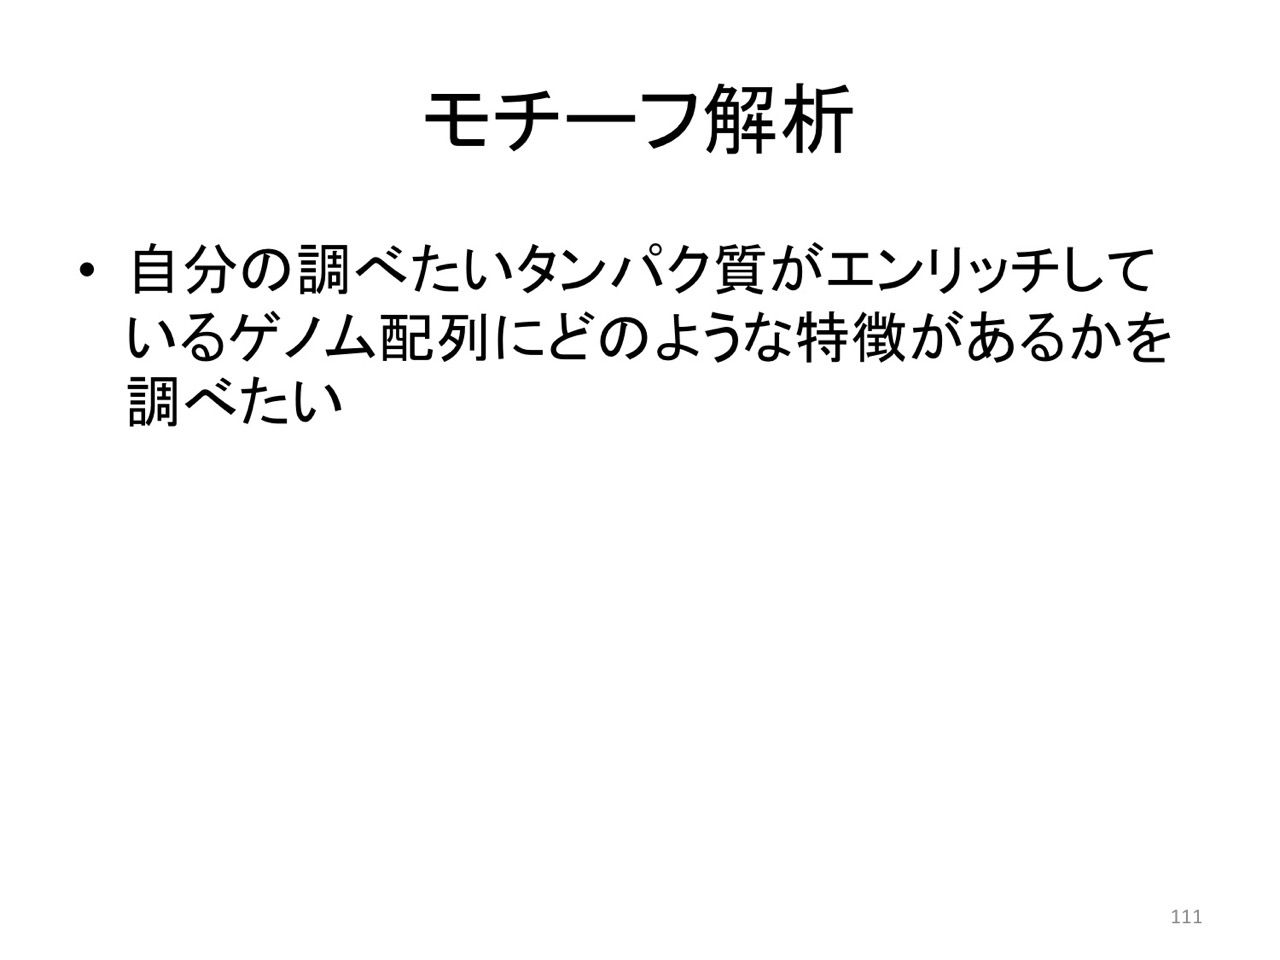 モチーフ解析
• 自分の調べたいタンパク質がエンリッチして
いるゲノム配列にどのような特徴があるかを
調べたい
111